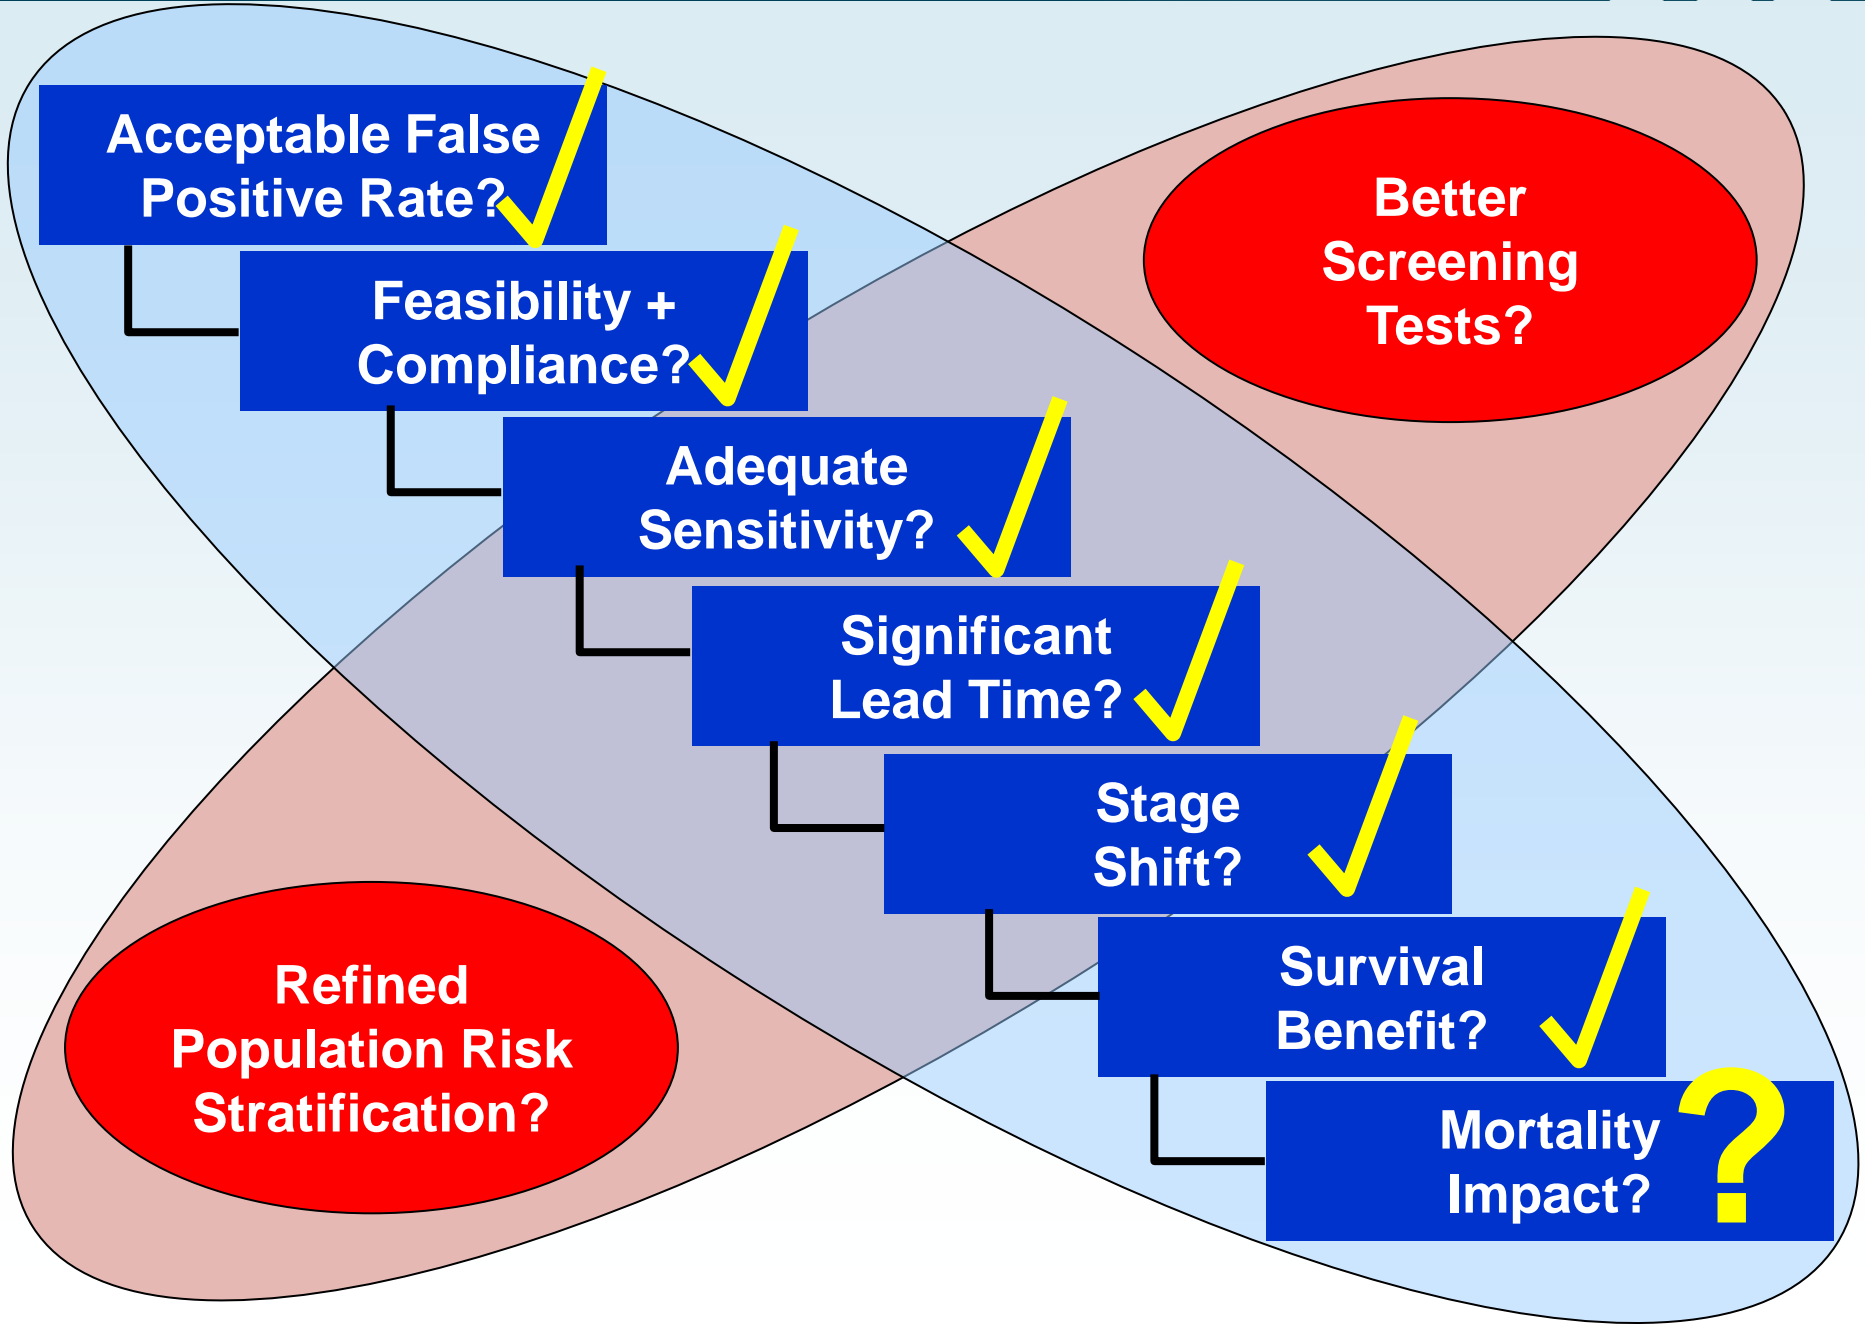 Acceptable False
Positive Rate?
Feasibility +
Compliance?
Adequate
Sensitivity?
Significant
Lead Time?
Stage
Shift?
Survival
Benefit?
Mortality
Impact?
?
Better
Screening
Tests?
Refined
Population Risk
Stratification?